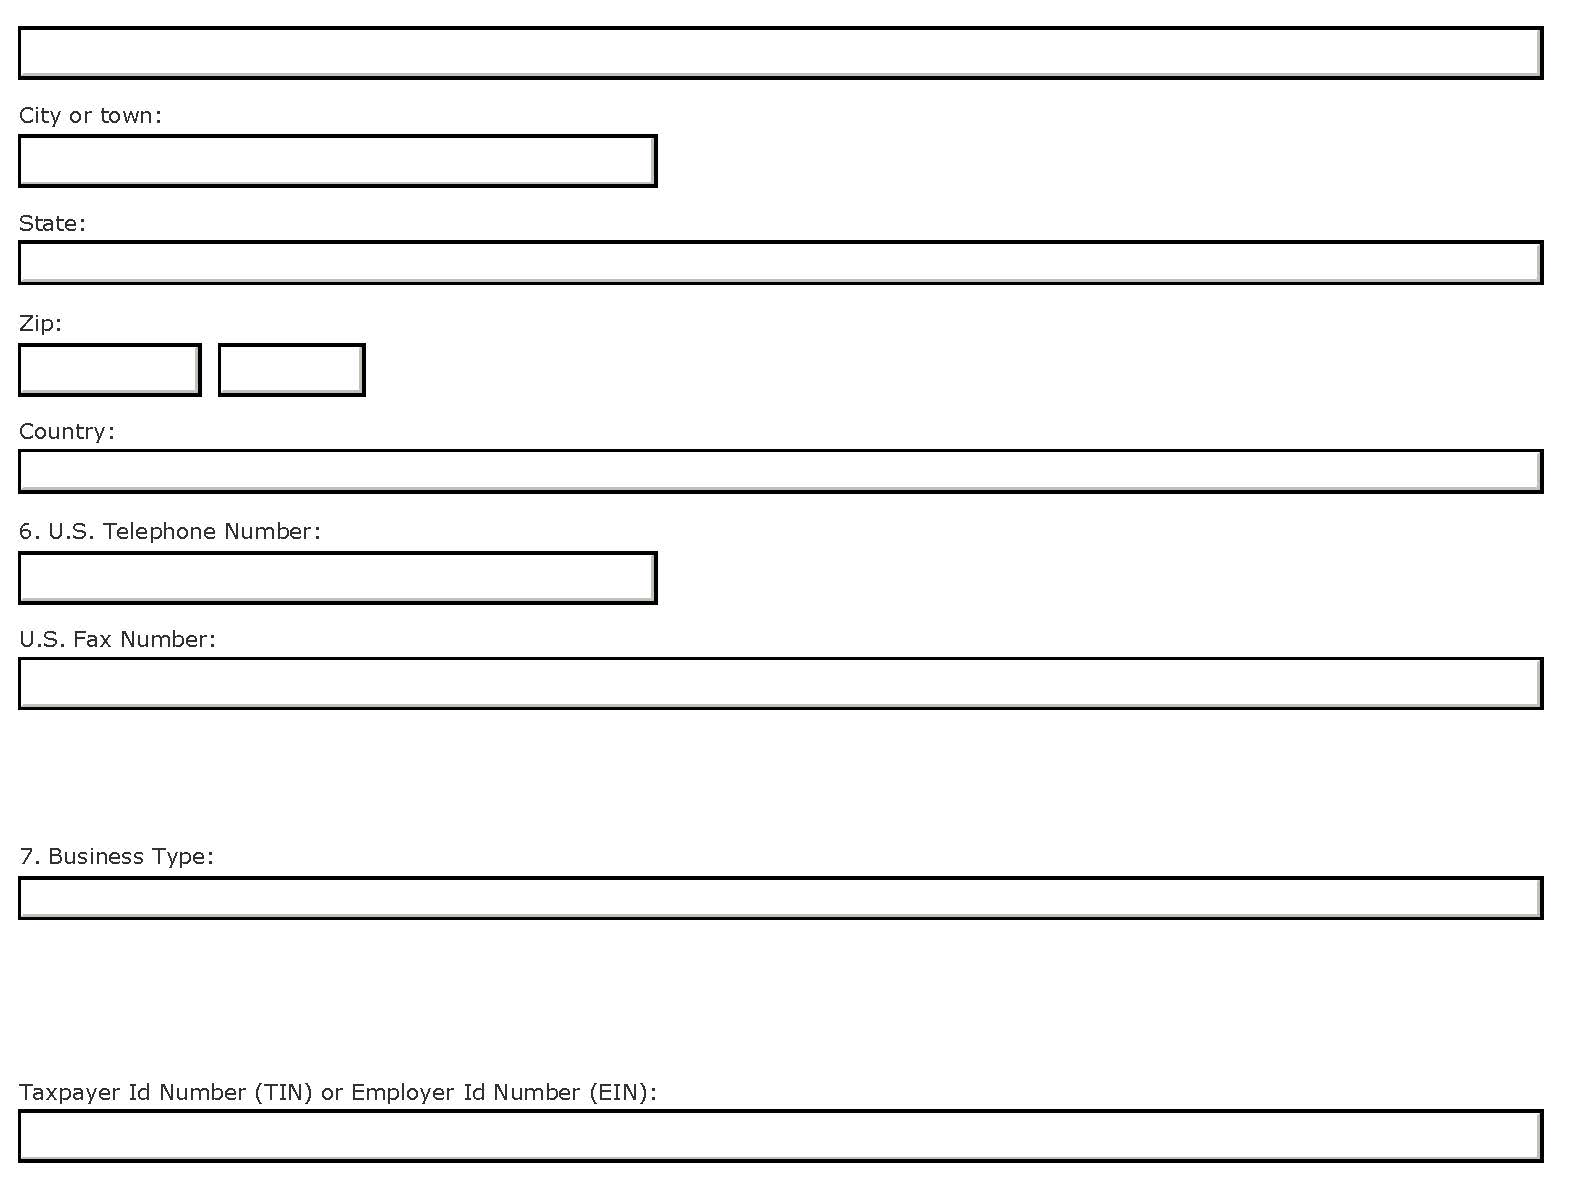 City or town:
State:
Zip:
Country:
6. U.S. Telephone Number:
U.S. Fax Number:
7. Business Type:
Taxpayer Id Number (TIN) or Employer Id Number (EIN):